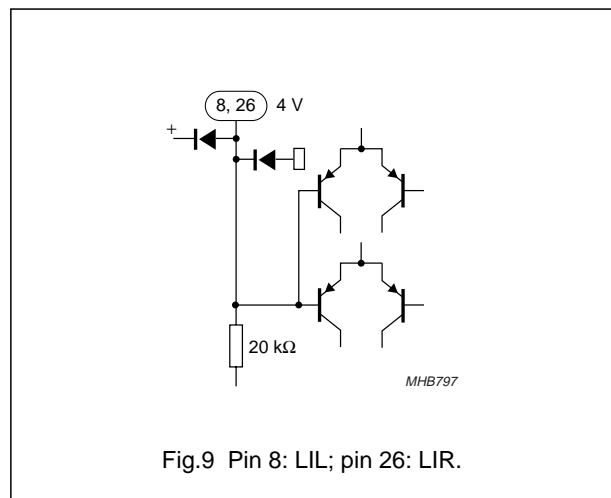 8, 26 4 V
+
20 kΩ
MHB797
Fig.9 Pin 8: LIL; pin 26: LIR.